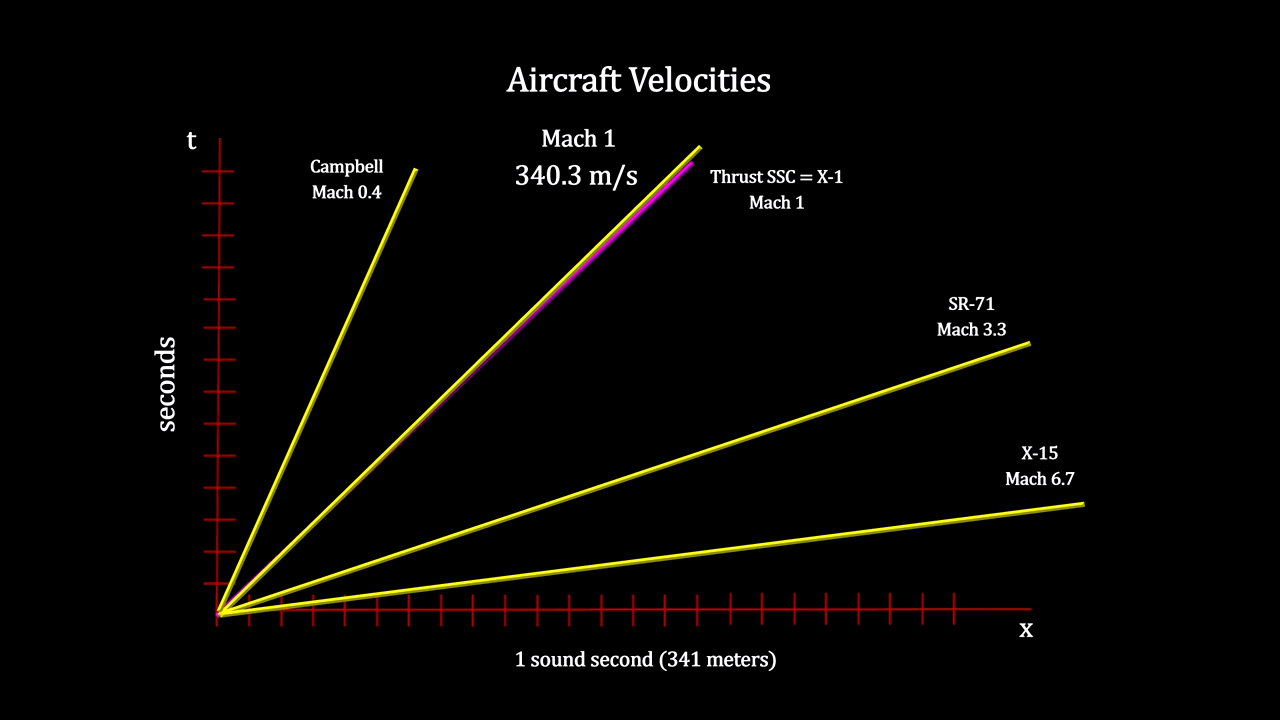 Aircraft Velocities
t
Mach 1
340.3 m/s
Campbell
Mach 0.4
Thrust SSC = X-1
Mach 1
SR-71
Mach 3.3
seconds
X-15
Mach 6.7
x
1 sound second (341 meters)